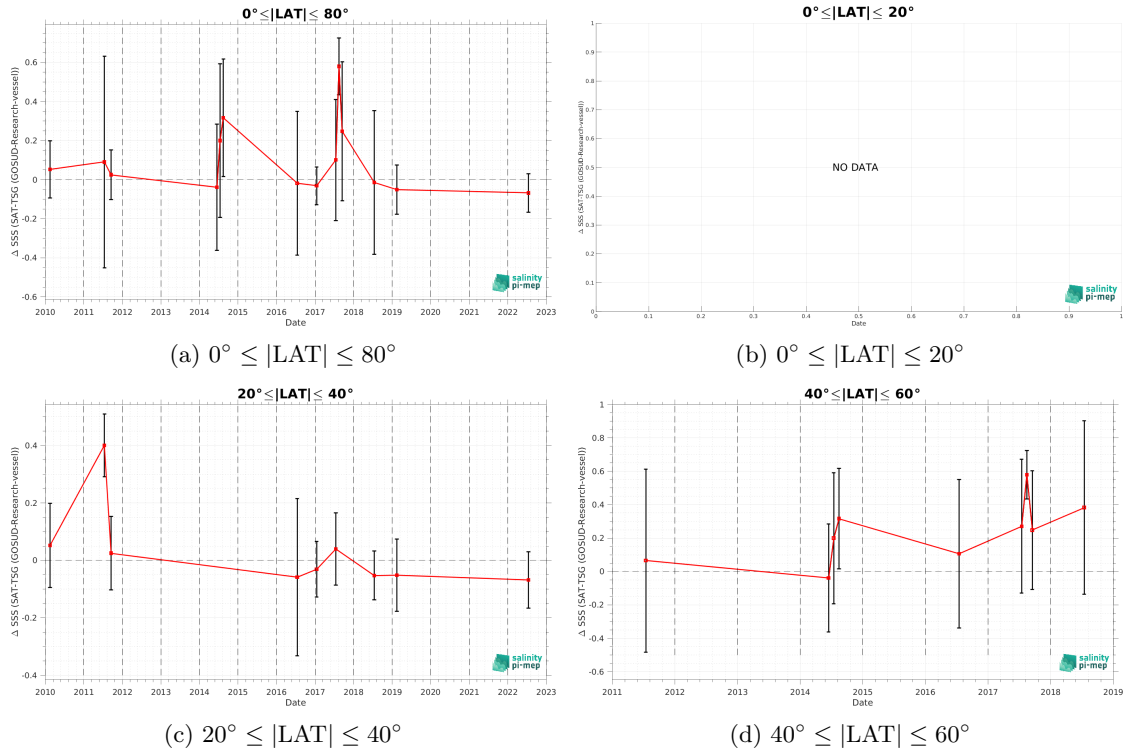 0°≤|LAT|≤ 80°
Δ SSS (SAT-TSG (GOSUD-Research-vessel))
0.6
0.4
0.2
0
-0.2
-0.4
-0.6
2010 2011 2012 2013 2014 2015 2016 2017 2018 2019 2020 2021 2022 2023
Date
salinity
pi-mep
(a) 0° ≤ |LAT| ≤ 80°
0°≤|LAT|≤ 20°
Δ SSS (SAT-TSG (GOSUD-Research-vessel))
1
0.9
0.8
0.7
0.6
0.5
0.4
0.3
0.2
0.1
0
NO DATA
0 0.1 0.2 0.3 0.4 0.5 0.6 0.7 0.8 0.9 1
Date
salinity
pi-mep
(b) 0° ≤ |LAT| ≤ 20°
20°≤|LAT|≤ 40°
Δ SSS (SAT-TSG (GOSUD-Research-vessel))
0.4
0.2
0
-0.2
-0.4
2010 2011 2012 2013 2014 2015 2016 2017 2018 2019 2020 2021 2022 2023
Date
salinity
pi-mep
(c) 20° ≤ |LAT| ≤ 40°
40°≤|LAT|≤ 60°
Δ SSS (SAT-TSG (GOSUD-Research-vessel))
1
0.8
0.6
0.4
0.2
0
-0.2
-0.4
-0.6
2011 2012 2013 2014 2015 2016 2017 2018 2019
Date
salinity
pi-mep
(d) 40° ≤ |LAT| ≤ 60°